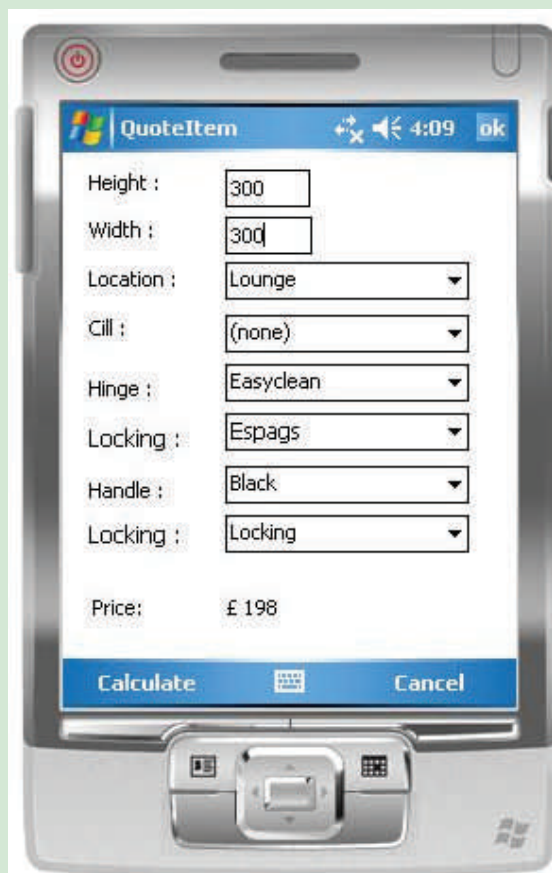 QuoteItem 4:09 ok
Height : 300
Width : 300
Location : Lounge
Cill : (none)
Hinge : Easyclean
Locking : Espags
Handle : Black
Locking : Locking
Price: £ 198
Calculate Cancel